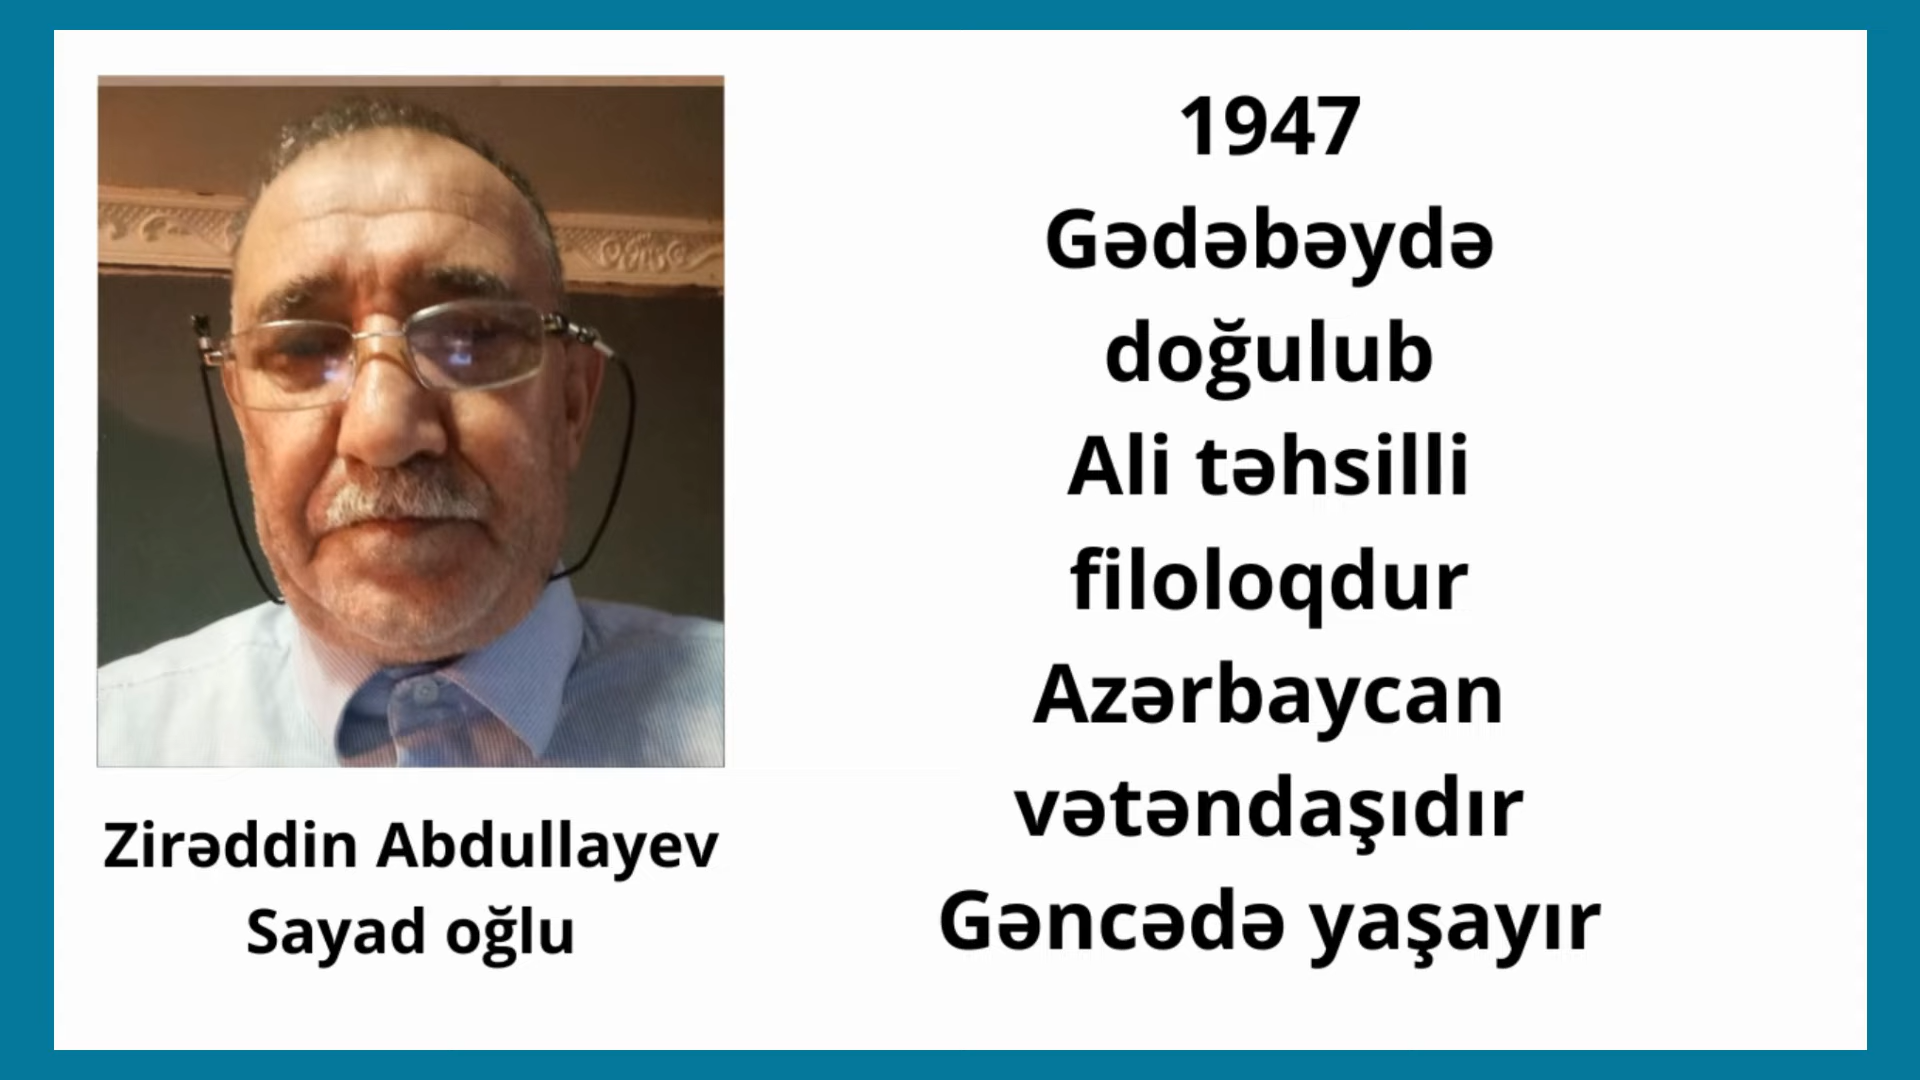 Zirəddin Abdullayev
Sayad oğlu
1947
Gədəbəydə
doğulub
Ali təhsilli
filoloqdur
Azərbaycan
vətəndaşıdır
Gəncədə yaşayır